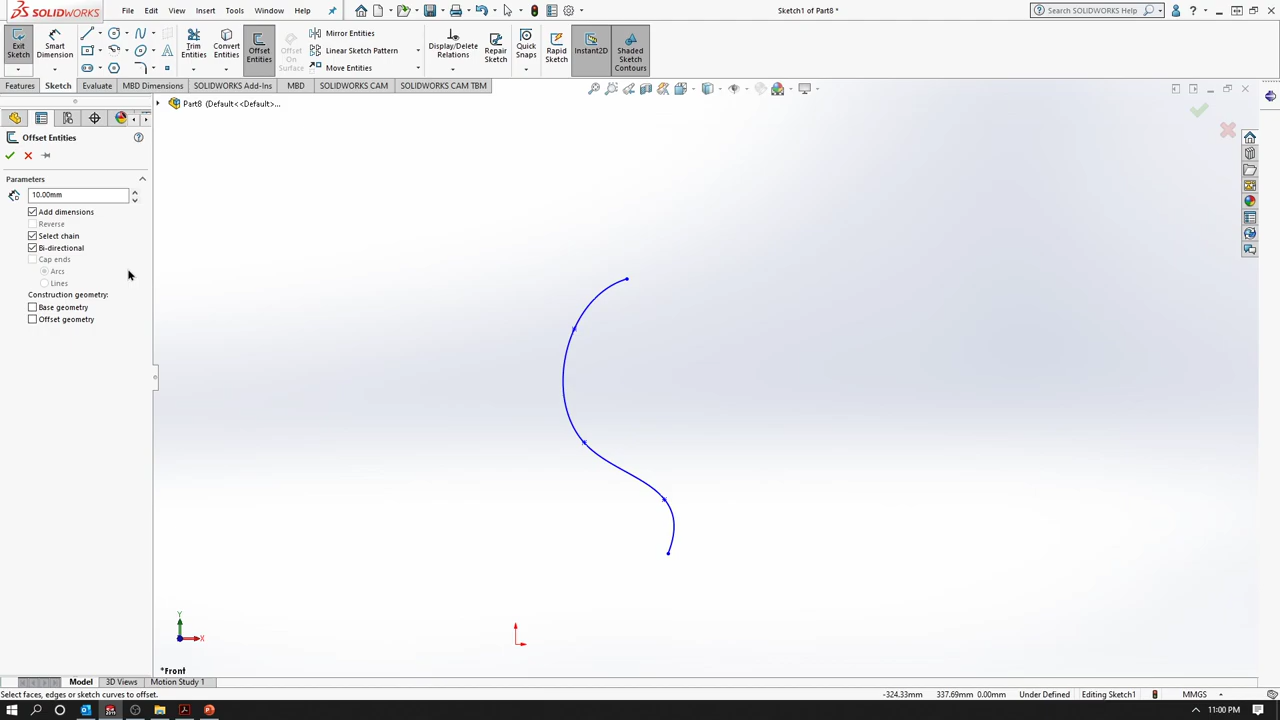 SOLIDWORKS
File Edit View Insert Tools Window Help
Sketch1 of Part8 *
Search SOLIDWORKS Help
Exit Sketch
Smart Dimension
Trim Entities
Convert Entities
Offset Entities
Offset On Surface
Mirror Entities
Linear Sketch Pattern
Move Entities
Display/Delete Relations
Repair Sketch
Quick Snaps
Rapid Sketch
Instant2D
Shaded Sketch Contours
Features Sketch Evaluate MBD Dimensions SOLIDWORKS Add-Ins MBD SOLIDWORKS CAM SOLIDWORKS CAM TBM
Part8 (Default<<Default>...
Offset Entities
Parameters
10.00mm
Add dimensions
Reverse
Select chain
Bi-directional
Cap ends
Arcs
Lines
Construction geometry:
Base geometry
Offset geometry
Y
X
*Front
Model 3D Views Motion Study 1
Select faces, edges or sketch curves to offset.
-324.33mm 337.69mm 0.00mm Under Defined Editing Sketch1 MMGS
11:00 PM